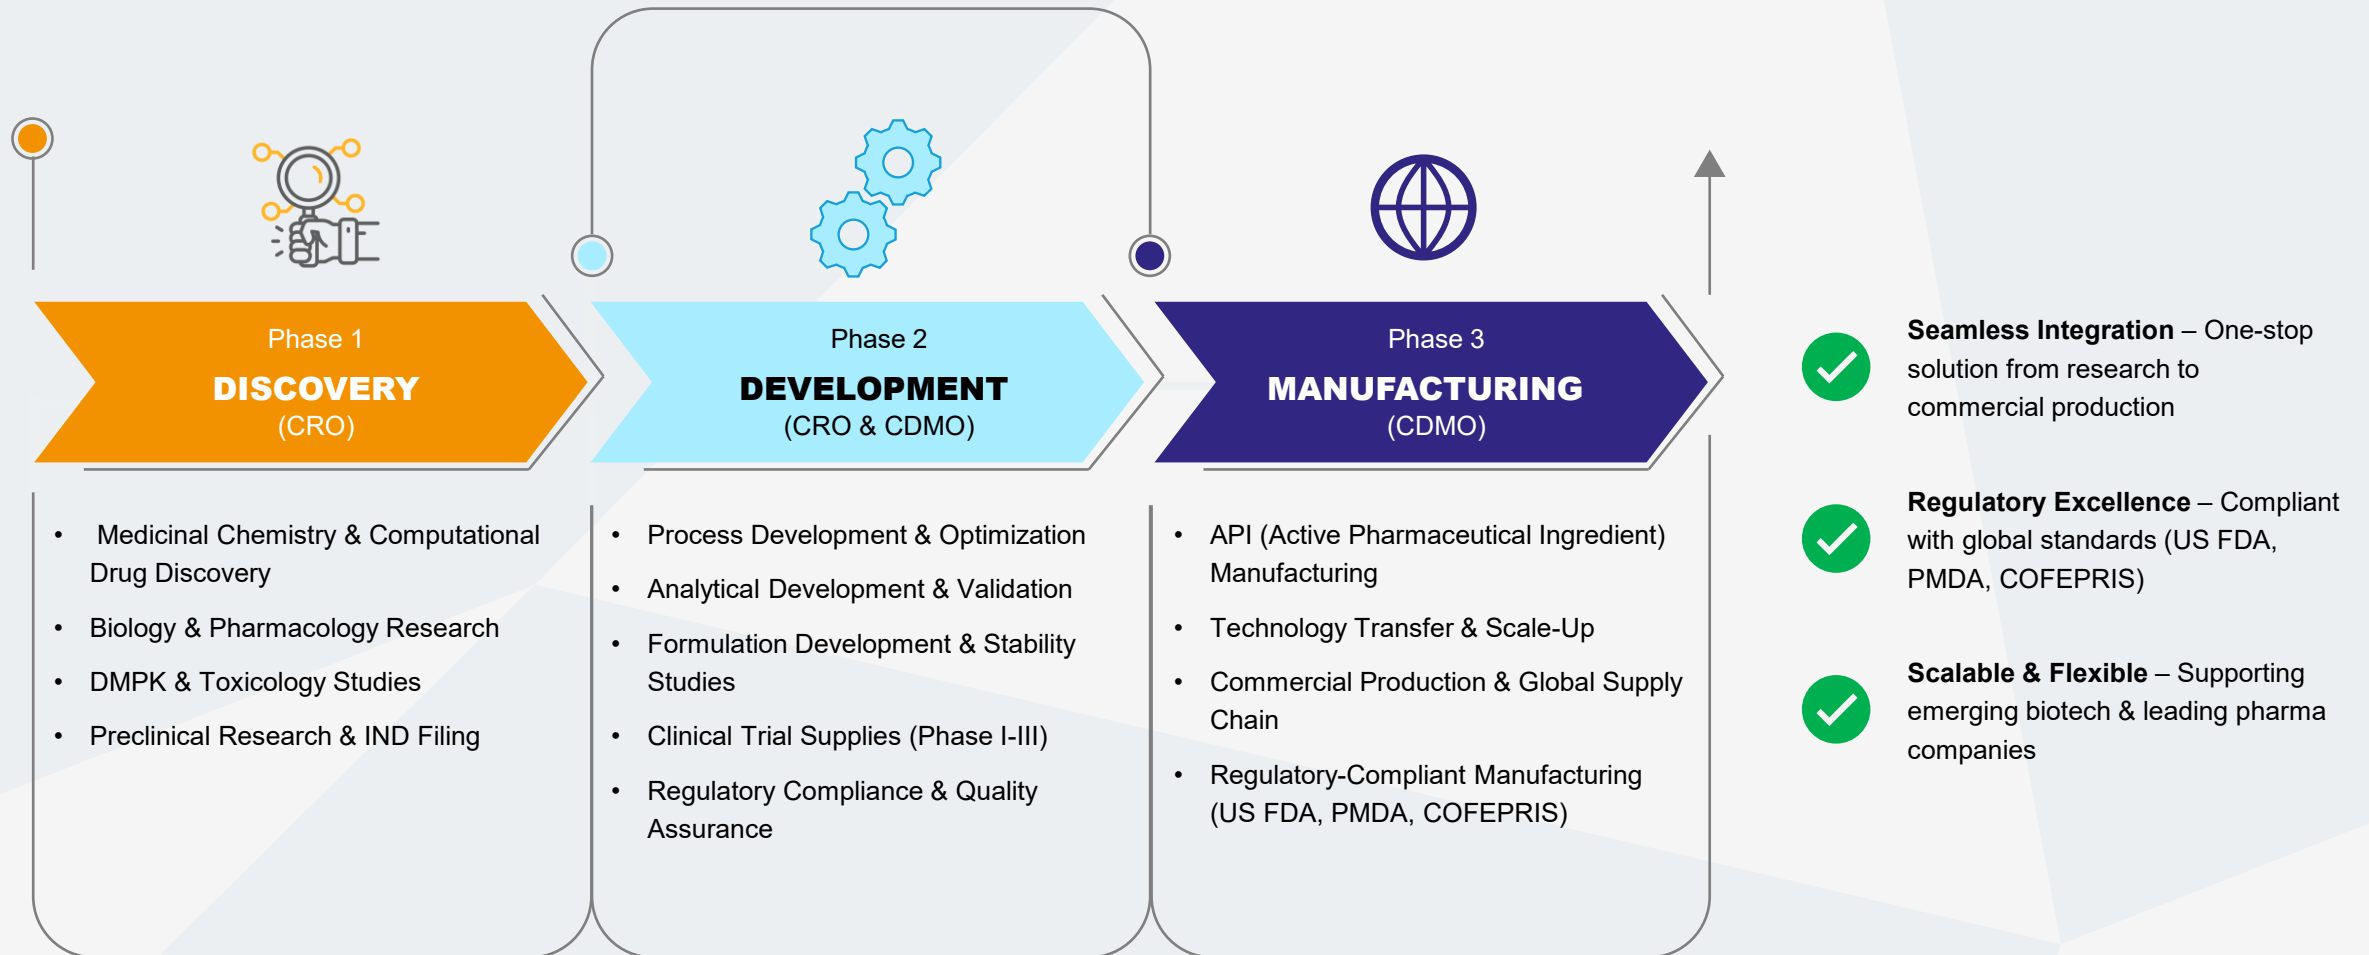 Phase 1
DISCOVERY
(CRO)
• Medicinal Chemistry & Computational
Drug Discovery
• Biology & Pharmacology Research
• DMPK & Toxicology Studies
• Preclinical Research & IND Filing
Phase 2
DEVELOPMENT
(CRO & CDMO)
• Process Development & Optimization
• Analytical Development & Validation
• Formulation Development & Stability
Studies
• Clinical Trial Supplies (Phase I-III)
• Regulatory Compliance & Quality
Assurance
Phase 3
MANUFACTURING
(CDMO)
• API (Active Pharmaceutical Ingredient)
Manufacturing
• Technology Transfer & Scale-Up
• Commercial Production & Global Supply
Chain
• Regulatory-Compliant Manufacturing
(US FDA, PMDA, COFEPRIS)
Seamless Integration – One-stop
solution from research to
commercial production
Regulatory Excellence – Compliant
with global standards (US FDA,
PMDA, COFEPRIS)
Scalable & Flexible – Supporting
emerging biotech & leading pharma
companies